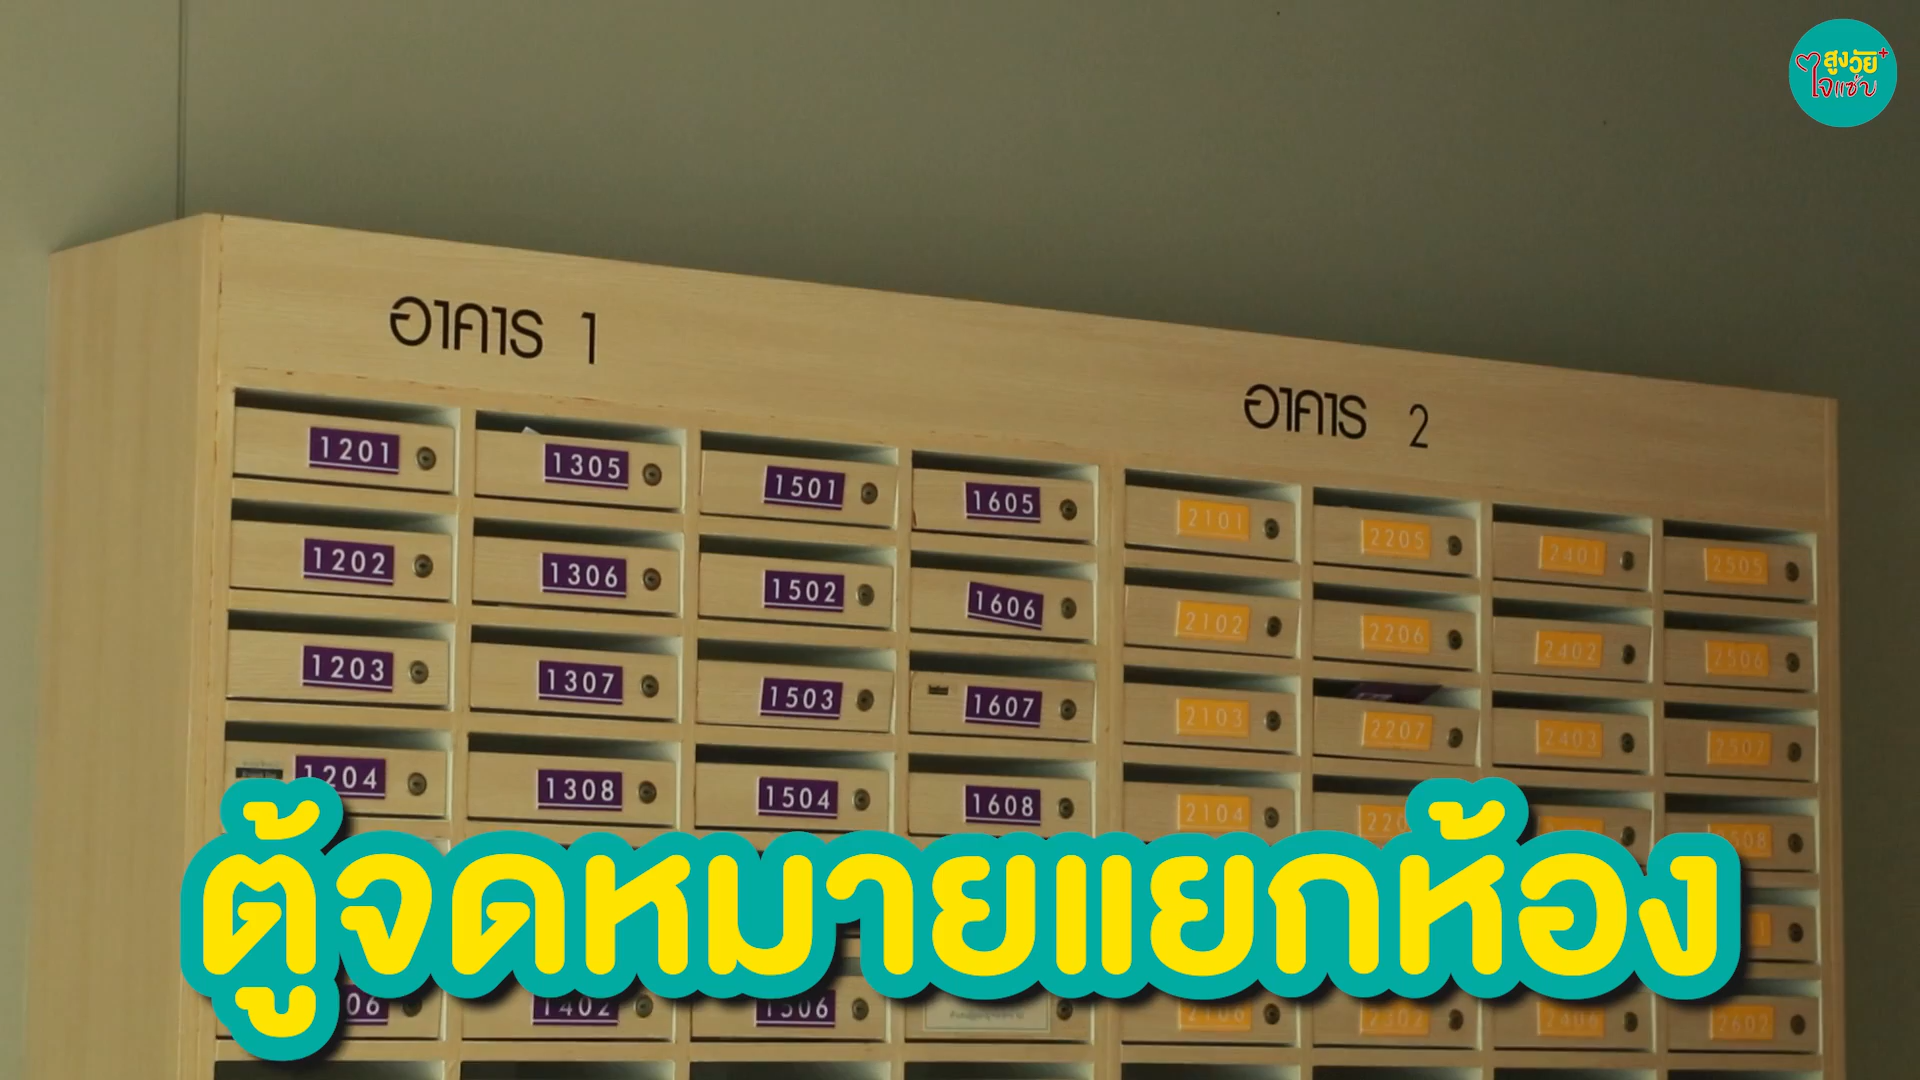 สูงวัย+
ใจแซ่บ
อาคาร 1
อาคาร 2
1201 1305 1501 1605 2101 2205 2401 2505
1202 1306 1502 1606 2102 2206 2402 2506
1203 1307 1503 1607 2103 2207 2403 2507
1204 1308 1504 1608 2104
ตู้จดหมายแยกห้อง
1402 1506 2106 2302 2406 2602